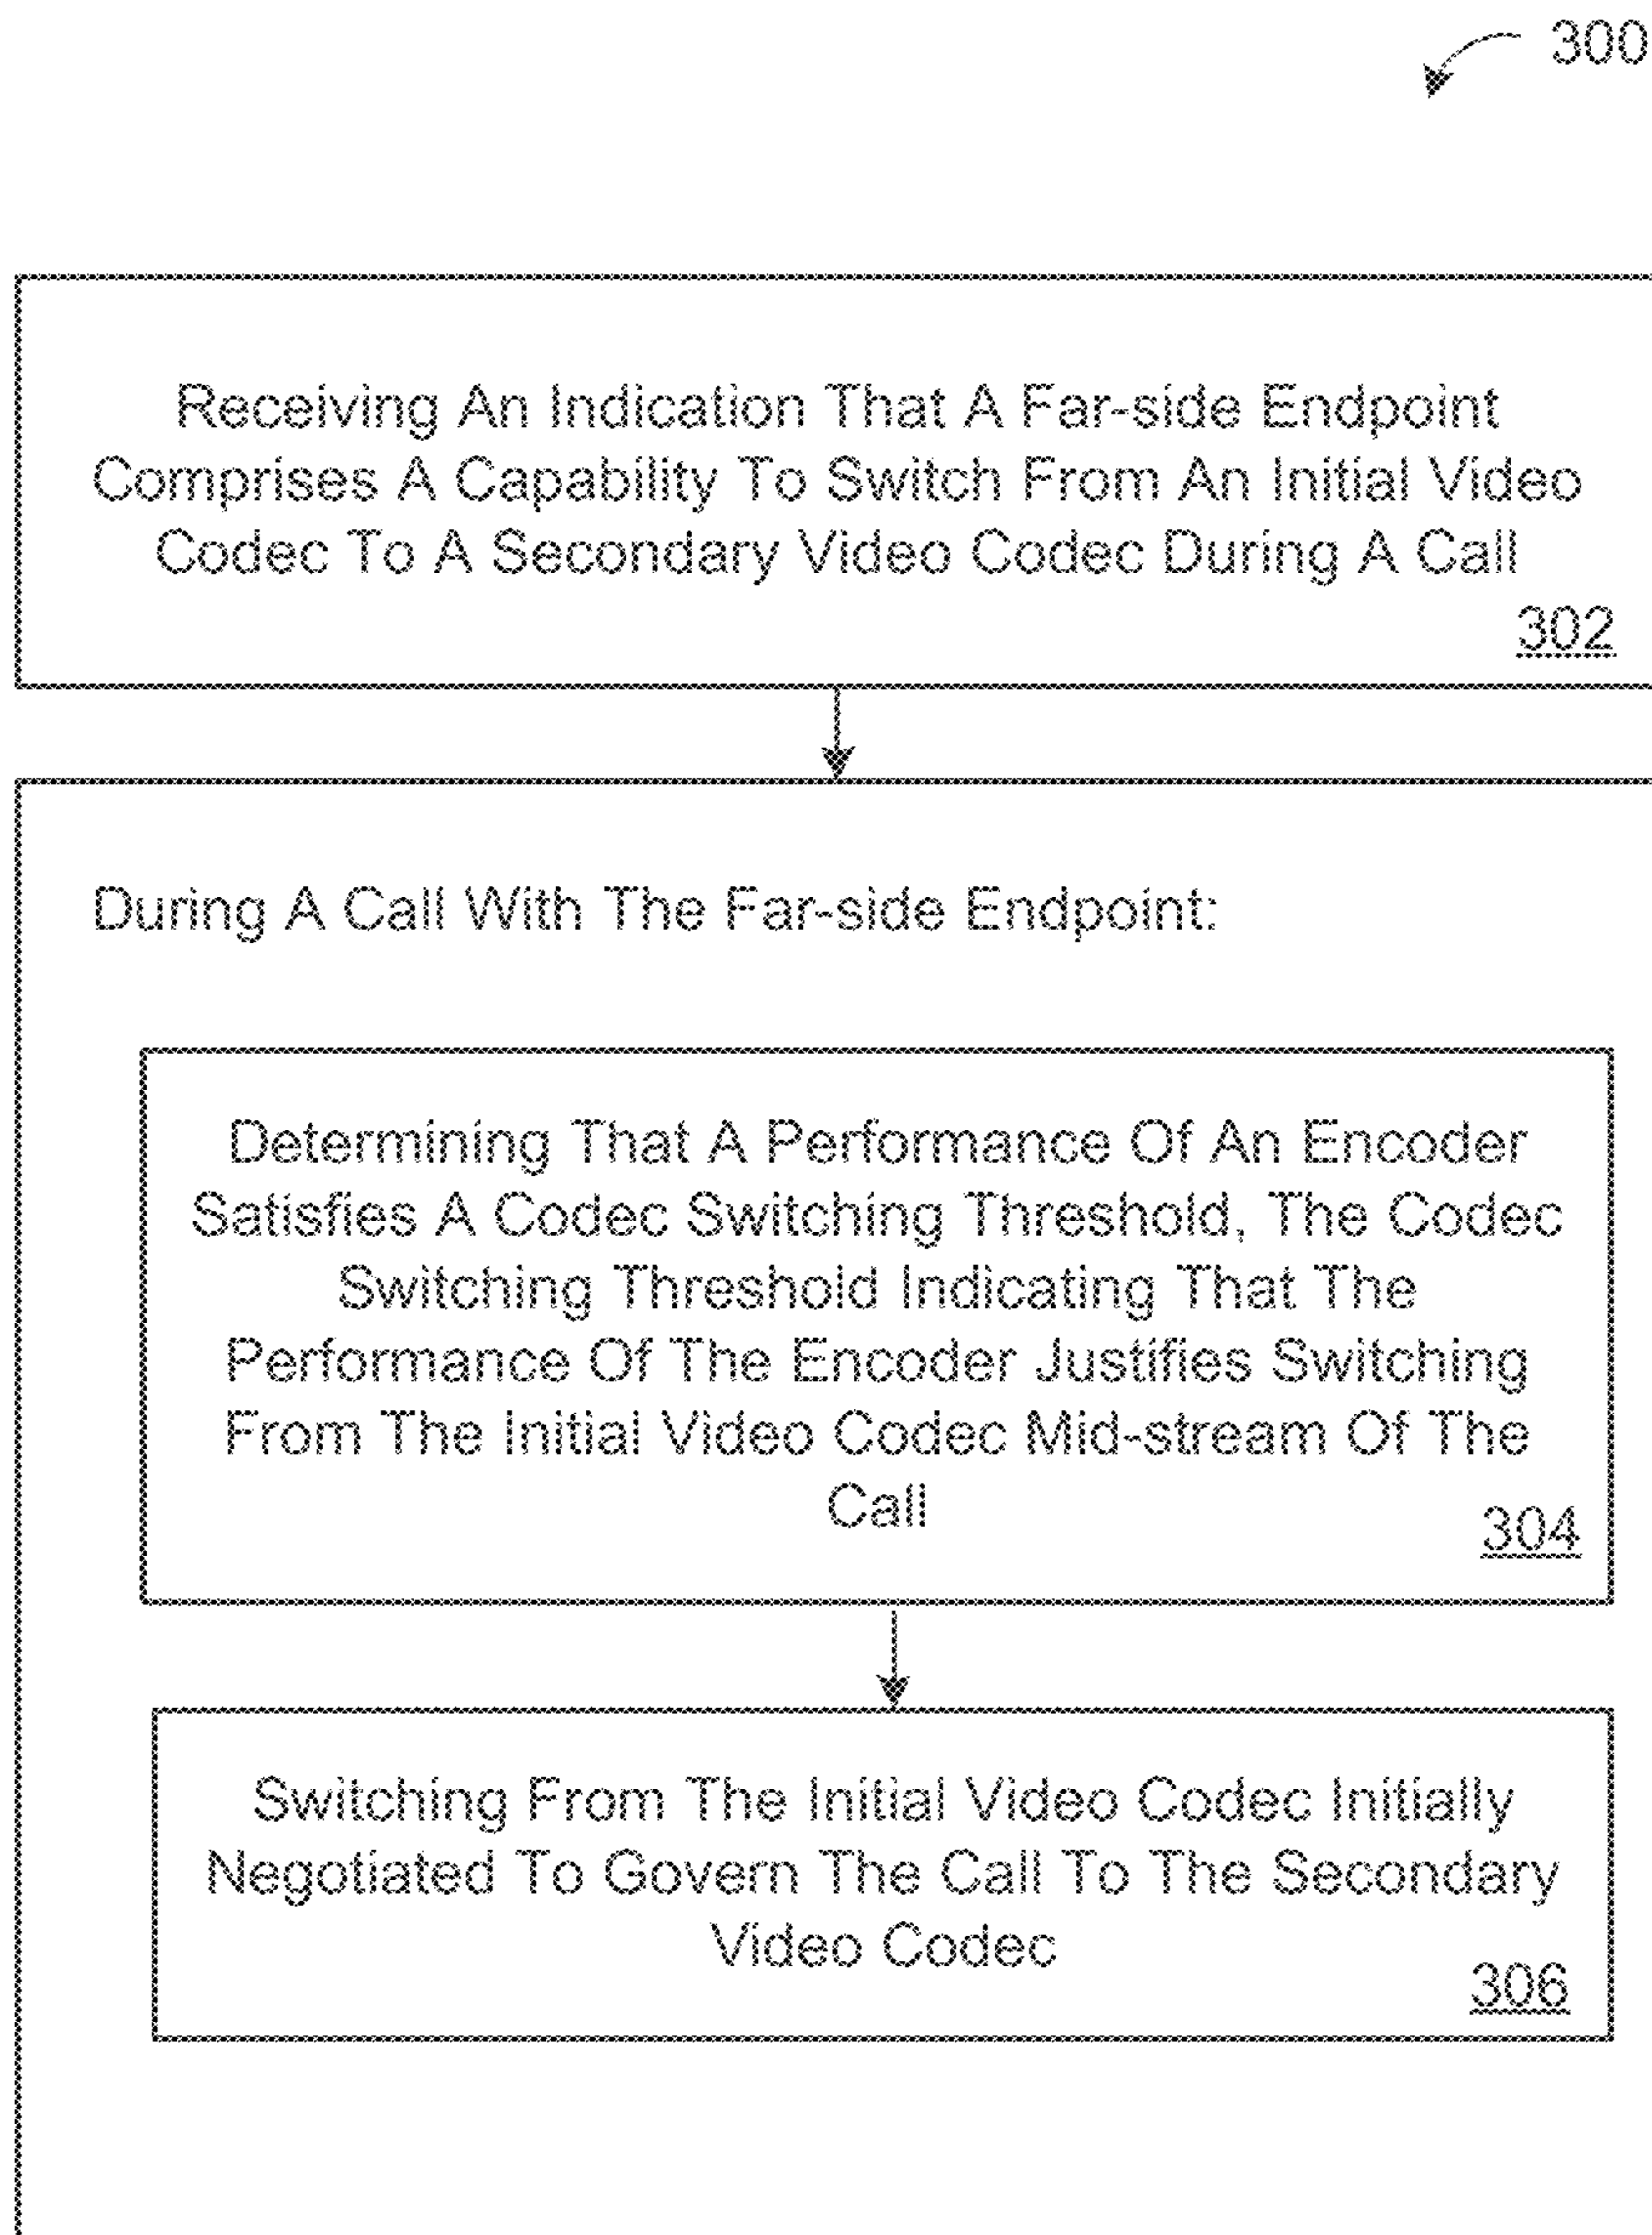 300
Receiving An Indication That A Far-side Endpoint
Comprises A Capability To Switch From An Initial Video
Codec To A Secondary Video Codec During A Call
302
During A Call With The Far-side Endpoint:
Determining That A Performance Of An Encoder
Satisfies A Codec Switching Threshold, The Codec
Switching Threshold Indicating That The
Performance Of The Encoder Justifies Switching
From The Initial Video Codec Mid-stream Of The
Call
304
Switching From The Initial Video Codec Initially
Negotiated To Govern The Call To The Secondary
Video Codec
306